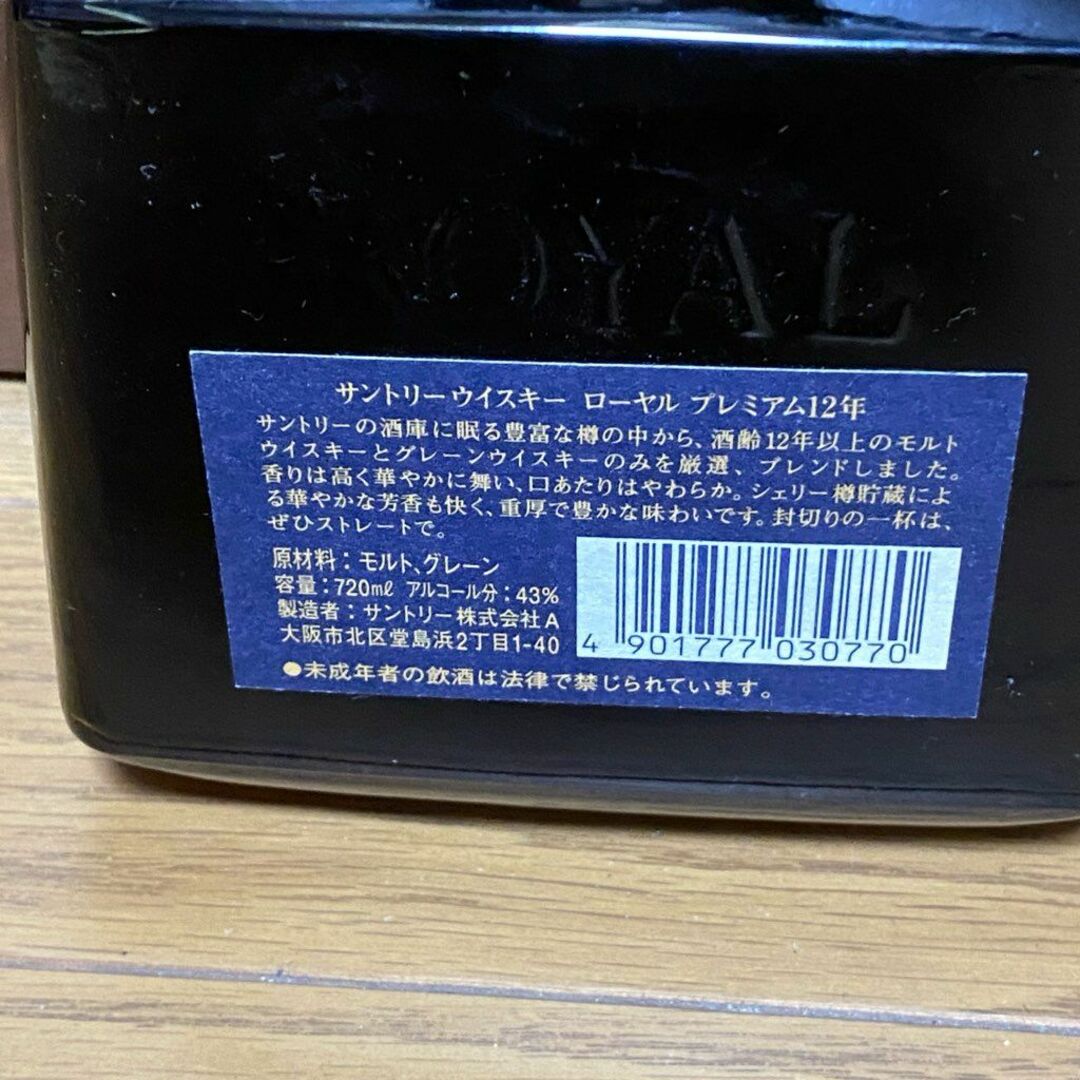 OYAL
サントリーウイスキー ローヤル プレミアム12年
サントリーの酒庫に眠る豊富な樽の中から、酒齢12年以上のモルト
ウイスキーとグレーンウイスキーのみを厳選、ブレンドしました。
香りは高く華やかに舞い、口あたりはやわらか。シェリー樽貯蔵によ
る華やかな芳香も快く、重厚で豊かな味わいです。封切りの一杯は、
ぜひストレートで。
原材料：モルト、グレーン
容量：720mℓ アルコール分：43%
製造者：サントリー株式会社A
大阪市北区堂島浜2丁目1-40
4 901777 030770
●未成年者の飲酒は法律で禁じられています。